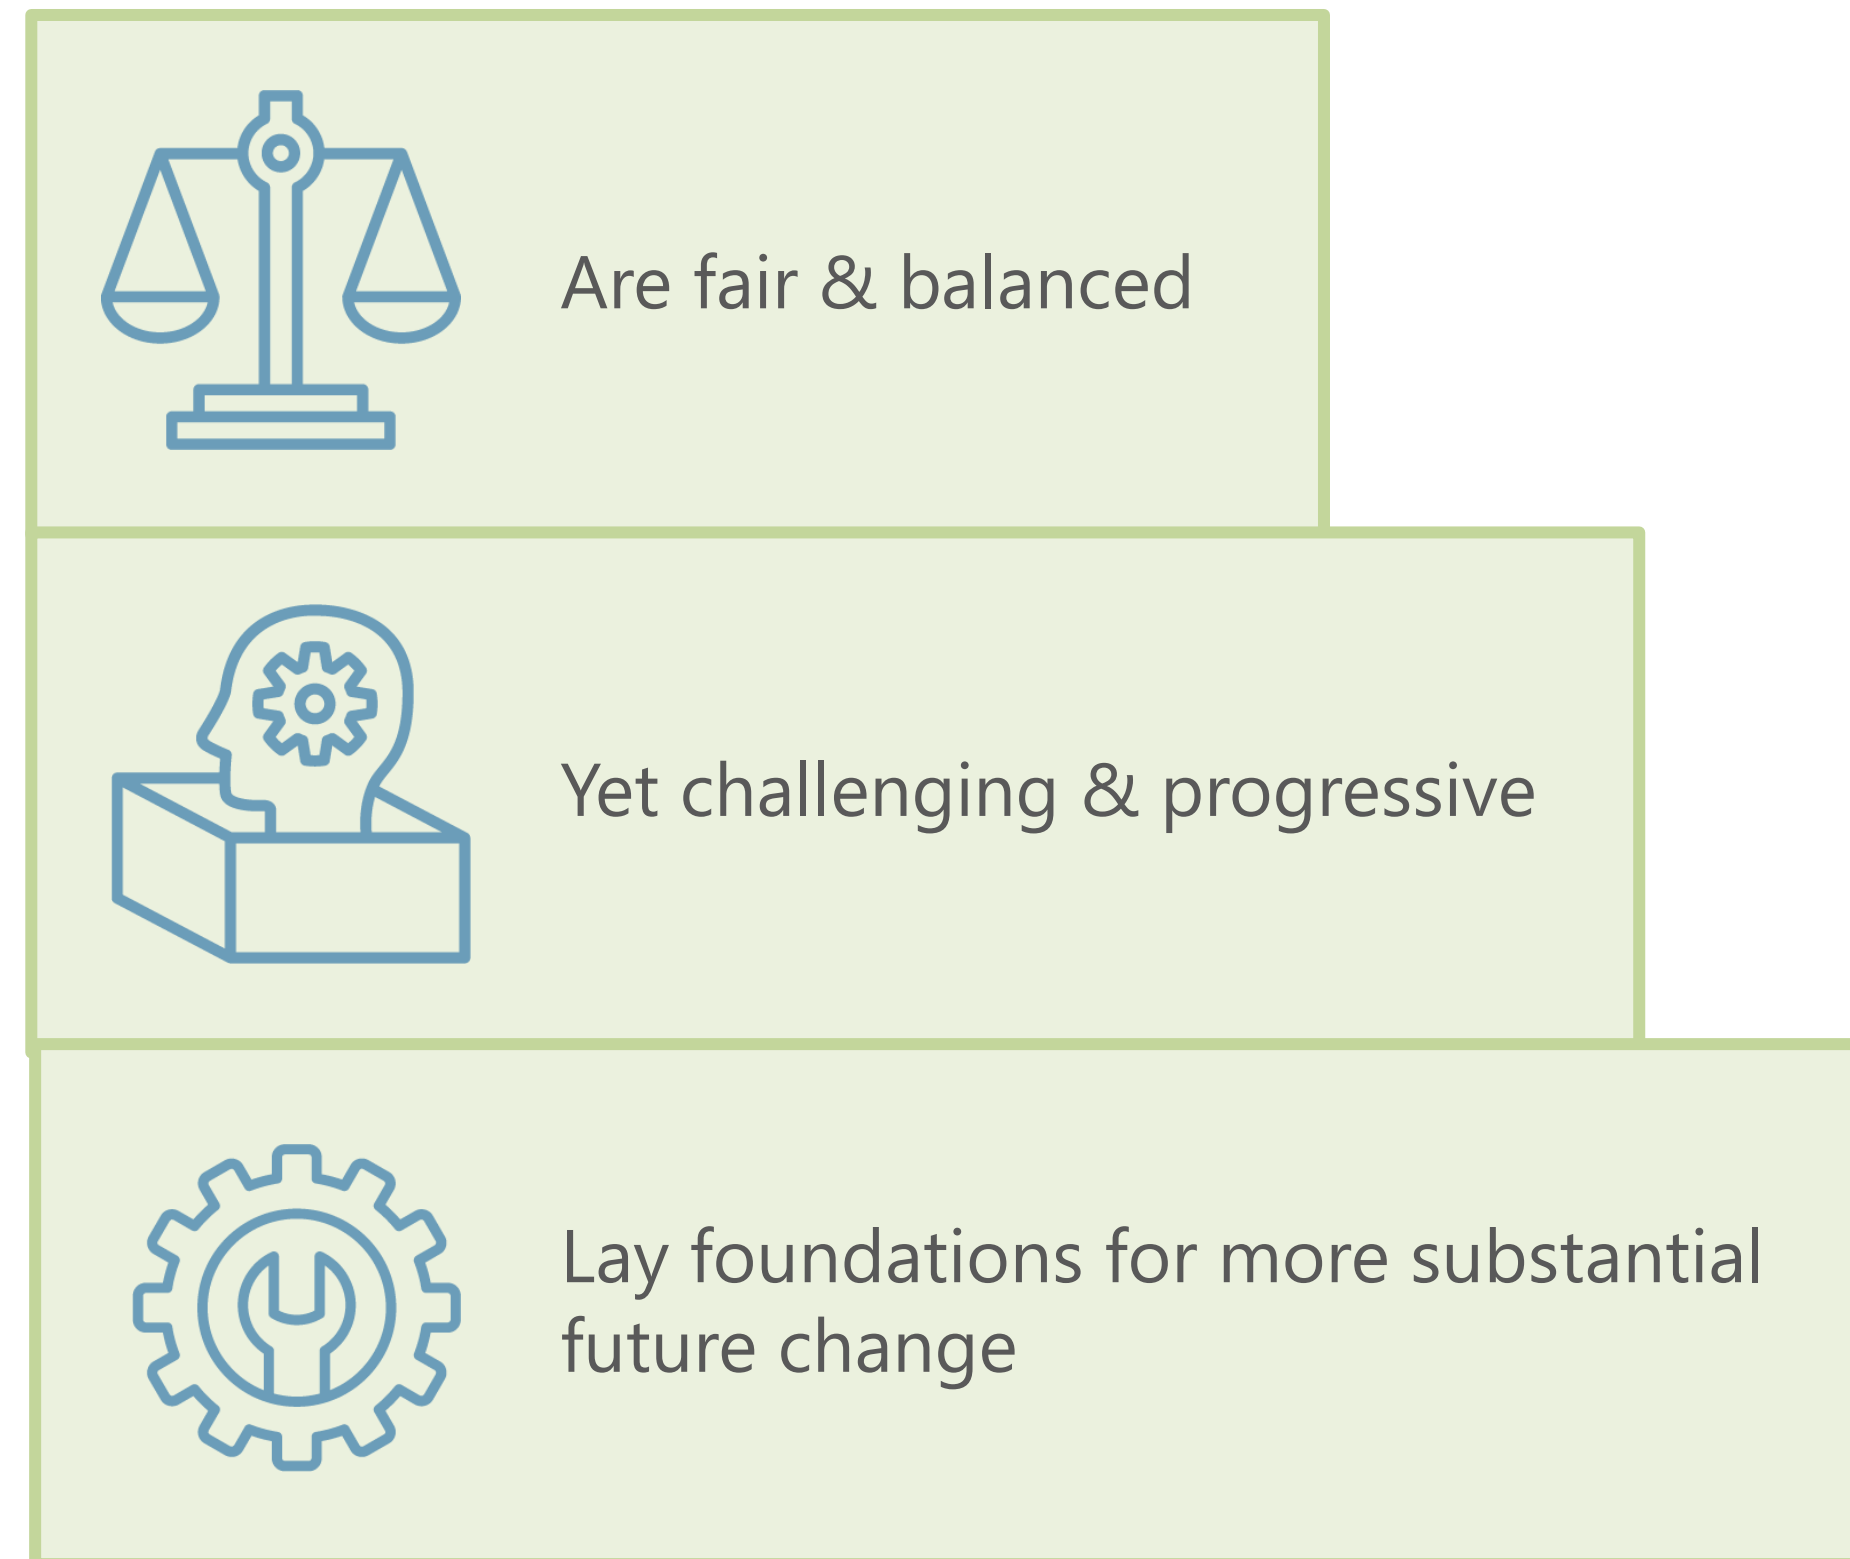 Are fair & balanced
Yet challenging & progressive
Lay foundations for more substantial
future change